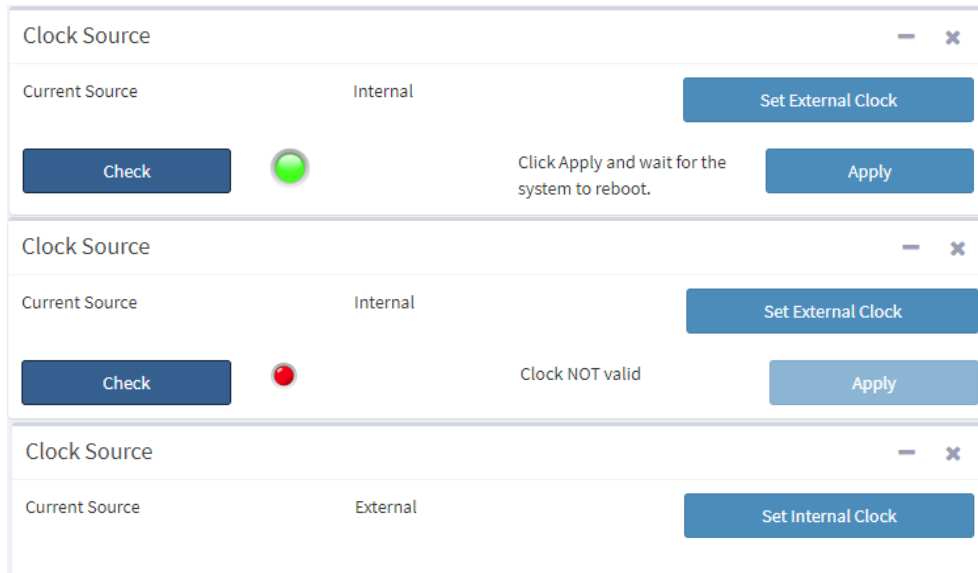 Clock Source
Current Source Internal Set External Clock
Check Click Apply and wait for the
system to reboot. Apply
Clock Source
Current Source Internal Set External Clock
Check Clock NOT valid Apply
Clock Source
Current Source External Set Internal Clock